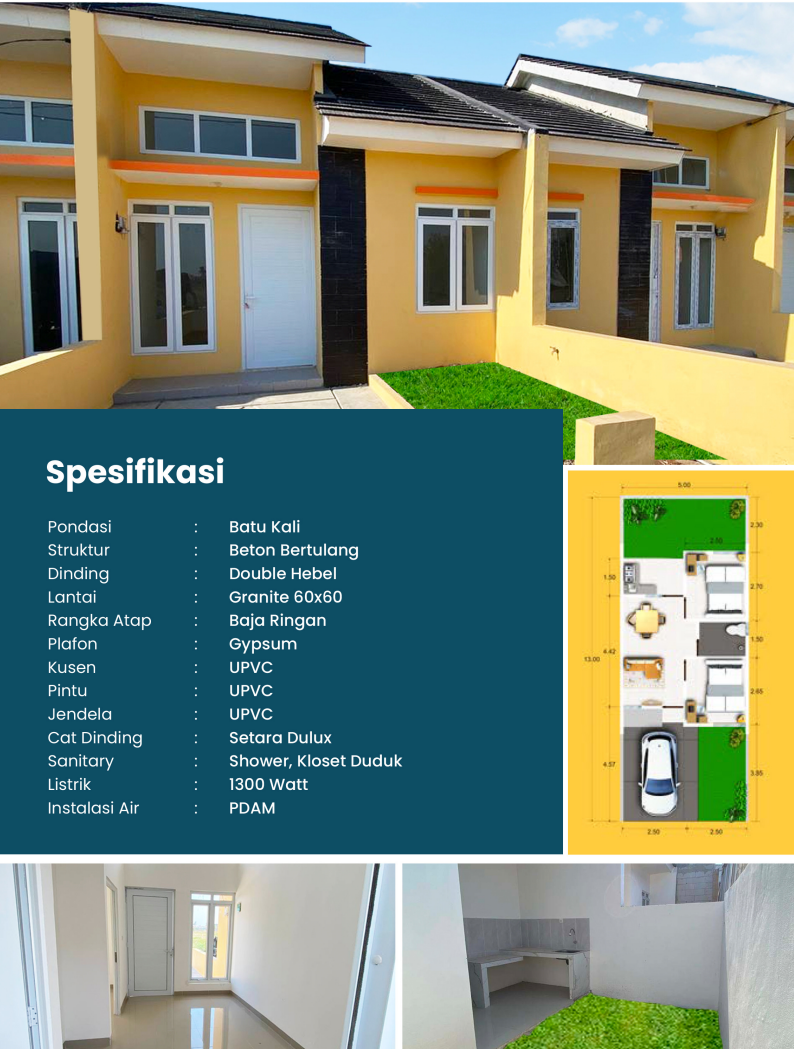 Spesifikasi
Pondasi : Batu Kali
Struktur : Beton Bertulang
Dinding : Double Hebel
Lantai : Granite 60x60
Rangka Atap : Baja Ringan
Plafon : Gypsum
Kusen : UPVC
Pintu : UPVC
Jendela : UPVC
Cat Dinding : Setara Dulux
Sanitary : Shower, Kloset Duduk
Listrik : 1300 Watt
Instalasi Air : PDAM
5.00
2.30
2.50
1.50
2.70
1.50
4.42
13.00
2.65
4.57
3.85
2.50
2.50